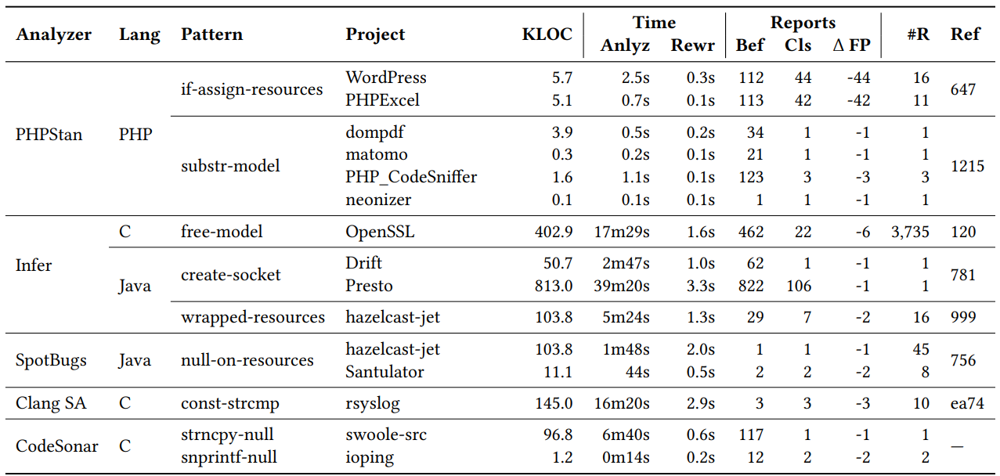 Time Reports
Analyzer Lang Pattern Project KLOC Anlyz Rewr Bef Cls Δ FP #R Ref
WordPress 5.7 2.5s 0.3s 112 44 -44 16
if-assign-resources 647
PHPExcel 5.1 0.7s 0.1s 113 42 -42 11
PHPStan PHP
dompdf 3.9 0.5s 0.2s 34 1 -1 1
matomo 0.3 0.2s 0.1s 21 1 -1 1
substr-model 1215
PHP_CodeSniffer 1.6 1.1s 0.1s 123 3 -3 3
neonizer 0.1 0.1s 0.1s 1 1 -1 1
C free-model OpenSSL 402.9 17m29s 1.6s 462 22 -6 3,735 120
Infer
Drift 50.7 2m47s 1.0s 62 1 -1 1
create-socket 781
Java
Presto 813.0 39m20s 3.3s 822 106 -1 1
wrapped-resources hazelcast-jet 103.8 5m24s 1.3s 29 7 -2 16 999
hazelcast-jet 103.8 1m48s 2.0s 1 1 -1 45
SpotBugs Java null-on-resources 756
Santulator 11.1 44s 0.5s 2 2 -2 8
Clang SA C const-strcmp rsyslog 145.0 16m20s 2.9s 3 3 -3 10 ea74
strncpy-null swoole-src 96.8 6m40s 0.6s 117 1 -1 1
CodeSonar C —
snprintf-null ioping 1.2 0m14s 0.2s 12 2 -2 2